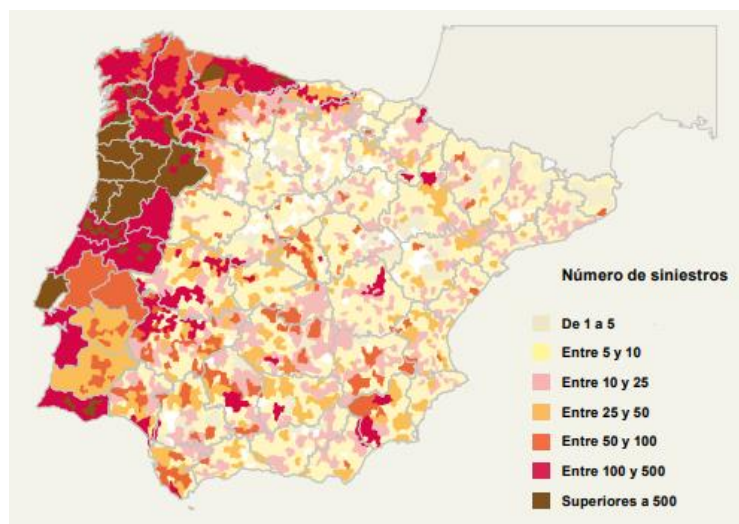 Número de siniestros
De 1 a 5
Entre 5 y 10
Entre 10 y 25
Entre 25 y 50
Entre 50 y 100
Entre 100 y 500
Superiores a 500